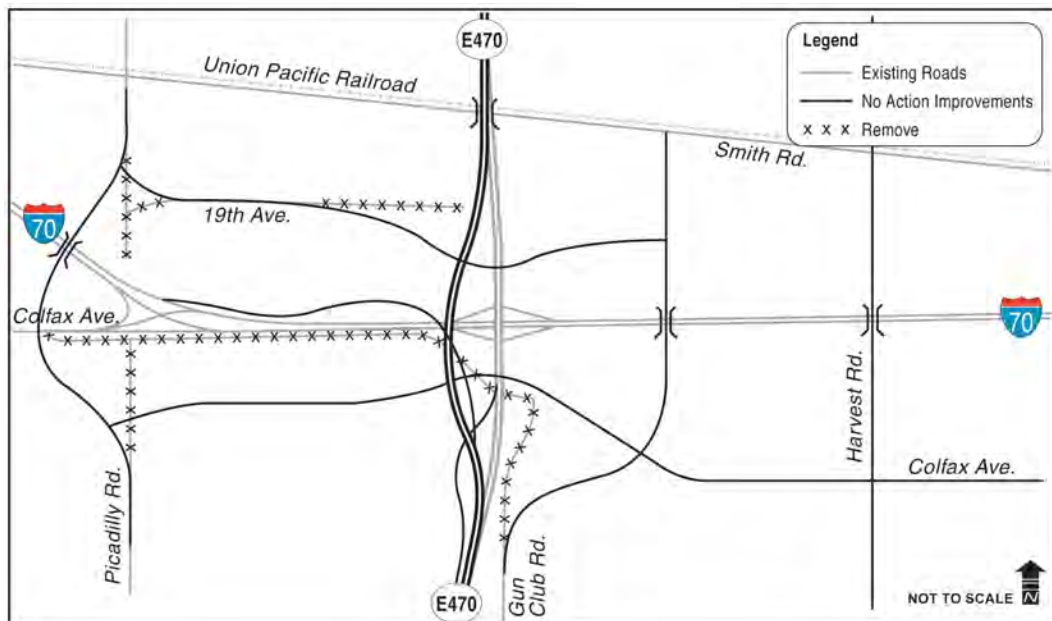 E470
Legend
Existing Roads
No Action Improvements
x x x Remove
Union Pacific Railroad
Smith Rd.
19th Ave.
70
Colfax Ave.
70
Harvest Rd.
Colfax Ave.
Picadilly Rd.
Gun
Club Rd.
E470
NOT TO SCALE
N